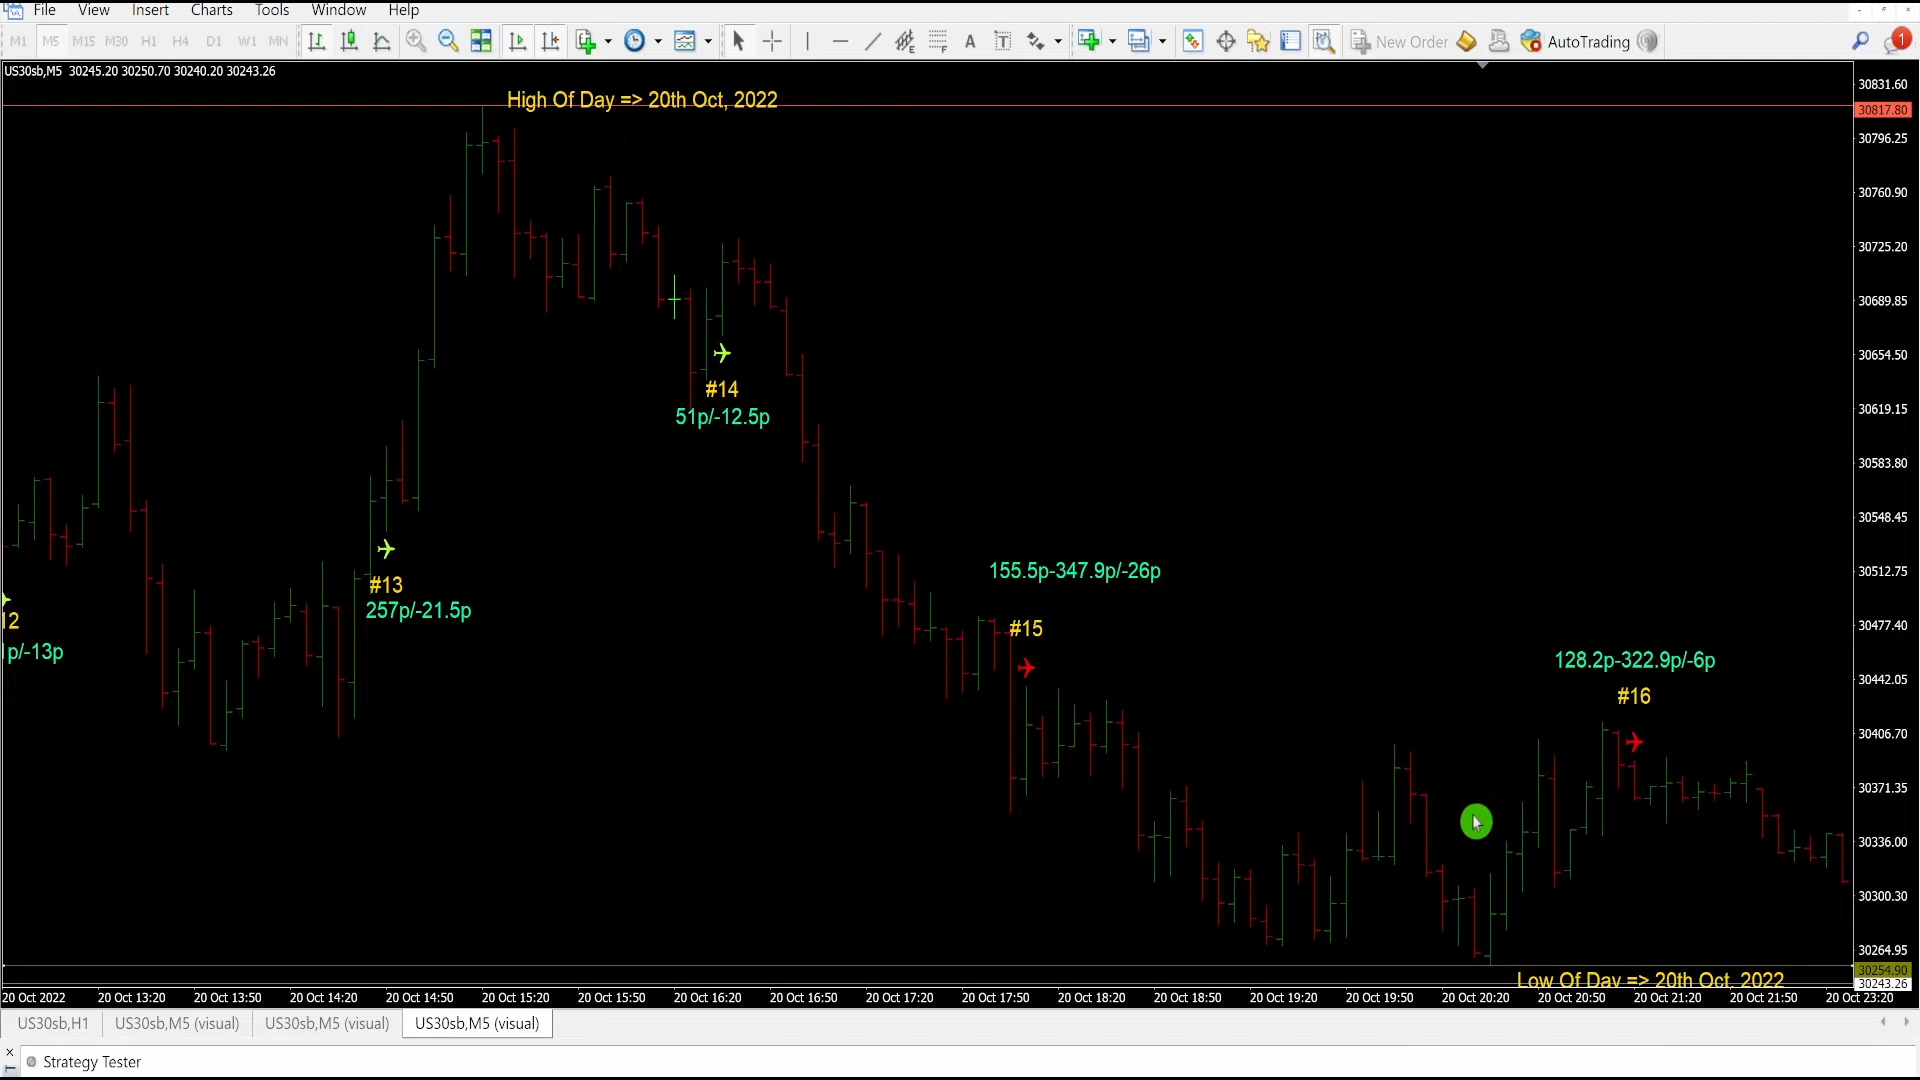 File View Insert Charts Tools Window Help
M1 M5 M15 M30 H1 H4 D1 W1 MN A T New Order AutoTrading 1
US30sb,M5 30245.20 30250.70 30240.20 30243.26
High Of Day => 20th Oct, 2022
30831.60
30817.80
30796.25
30760.90
30725.20
30689.85
30654.50
30619.15
30583.80
30548.45
30512.75
30477.40
30442.05
30406.70
30371.35
30336.00
30300.30
30264.95
30254.90
30243.26
#14
51p/-12.5p
#13
257p/-21.5p
12
1p/-13p
155.5p-347.9p/-26p
#15
128.2p-322.9p/-6p
#16
Low Of Day => 20th Oct, 2022
20 Oct 2022 20 Oct 13:20 20 Oct 13:50 20 Oct 14:20 20 Oct 14:50 20 Oct 15:20 20 Oct 15:50 20 Oct 16:20 20 Oct 16:50 20 Oct 17:20 20 Oct 17:50 20 Oct 18:20 20 Oct 18:50 20 Oct 19:20 20 Oct 19:50 20 Oct 20:20 20 Oct 20:50 20 Oct 21:20 20 Oct 21:50 20 Oct 23:20
US30sb,H1 US30sb,M5 (visual) US30sb,M5 (visual) US30sb,M5 (visual)
Strategy Tester